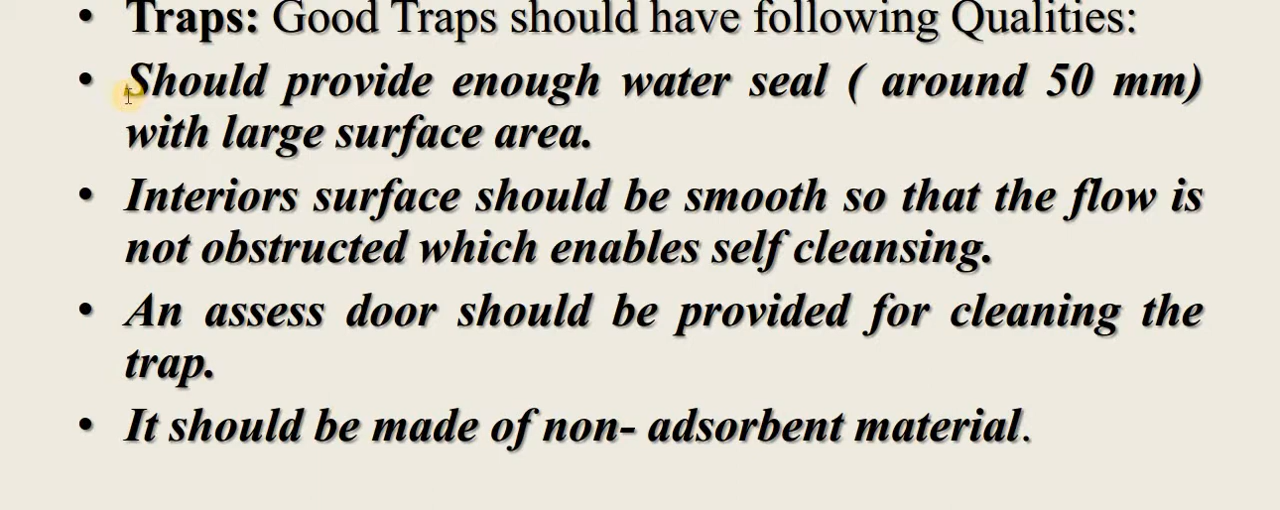 • Traps: Good Traps should have following Qualities:
• Should provide enough water seal ( around 50 mm)
with large surface area.
• Interiors surface should be smooth so that the flow is
not obstructed which enables self cleansing.
• An assess door should be provided for cleaning the
trap.
• It should be made of non- adsorbent material.